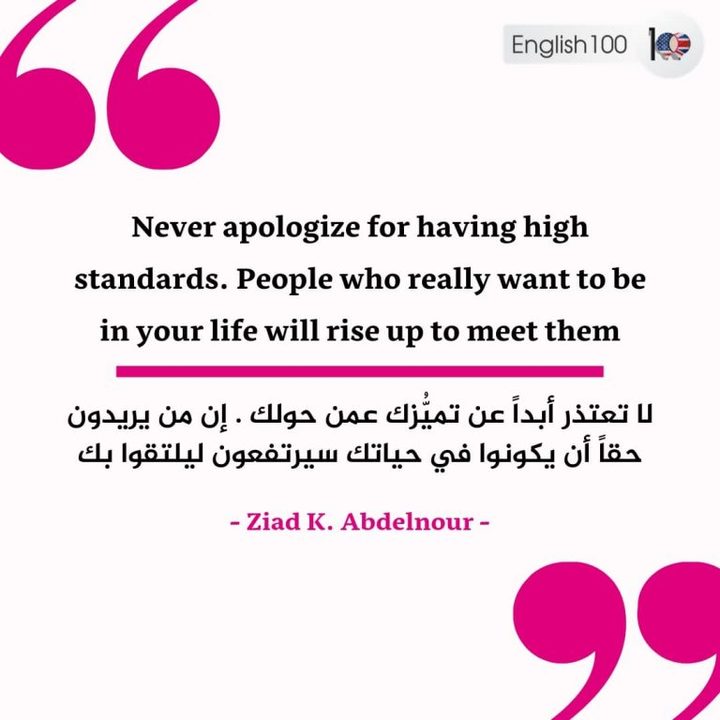 English100
Never apologize for having high
standards. People who really want to be
in your life will rise up to meet them
لا تعتذر أبداً عن تميُّزك عمن حولك . إن من يريدون
حقاً أن يكونوا في حياتك سيرتفعون ليلتقوا بك
- Ziad K. Abdelnour -